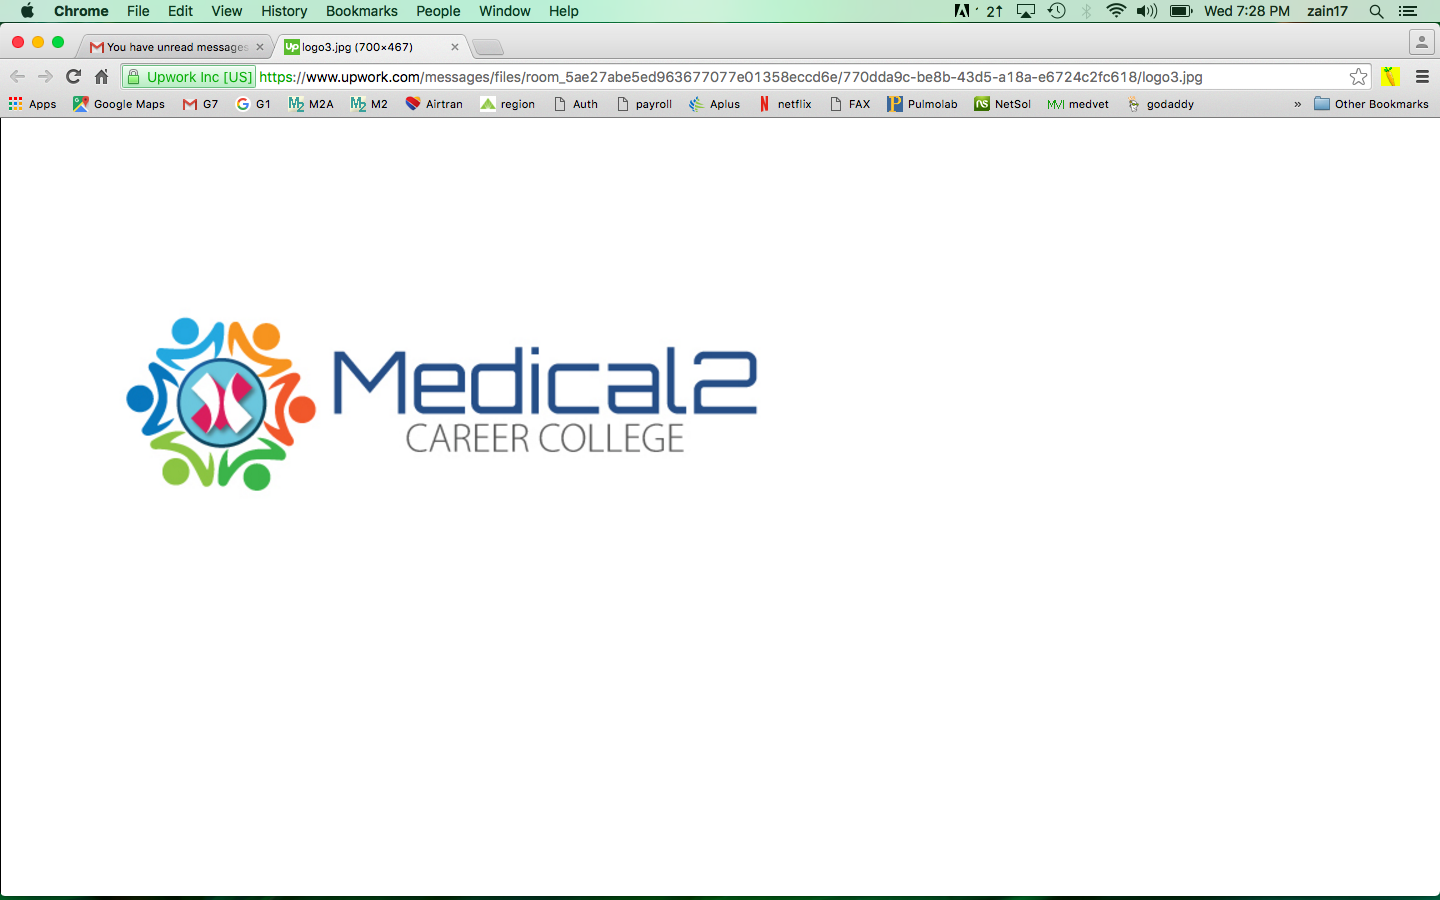 Chrome File Edit View History Bookmarks People Window Help 2↑ Wed 7:28 PM zain17
You have unread messages logo3.jpg (700×467)
Upwork Inc [US] https://www.upwork.com/messages/files/room_5ae27abe5ed963677077e01358eccd6e/770dda9c-be8b-43d5-a18a-e6724c2fc618/logo3.jpg
Apps Google Maps G7 G1 M2A M2 Airtran region Auth payroll Aplus netflix FAX Pulmolab NetSol medvet godaddy » Other Bookmarks
Medical2
CAREER COLLEGE